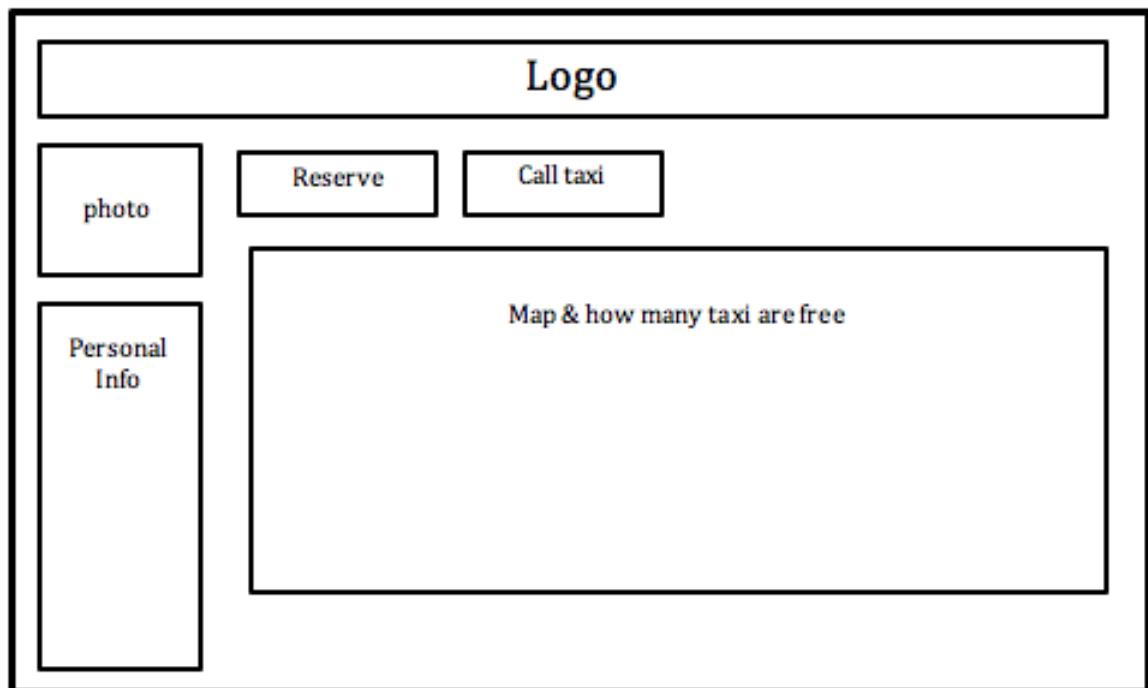 Logo
photo
Reserve
Call taxi
Map & how many taxi are free
Personal
Info